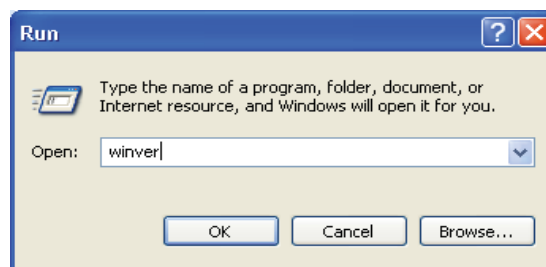 Run
Type the name of a program, folder, document, or
Internet resource, and Windows will open it for you.
Open: winver
OK Cancel Browse...